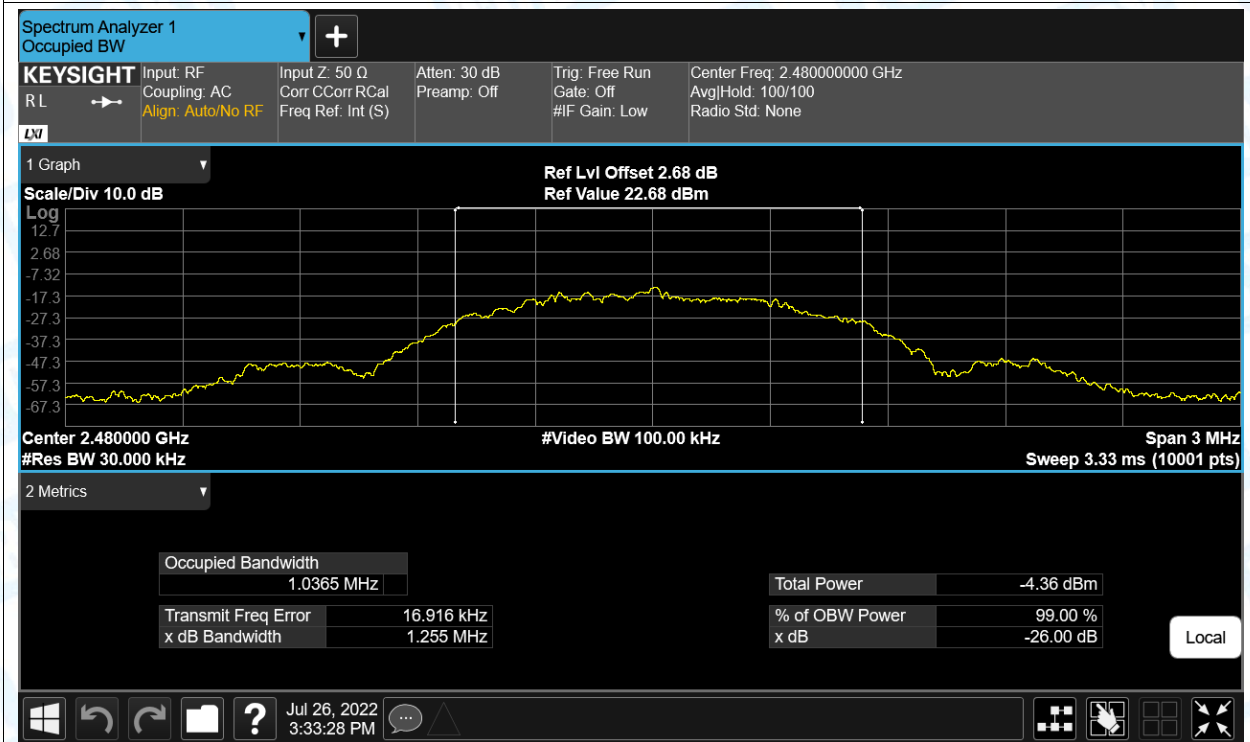 Spectrum Analyzer 1
Occupied BW
KEYSIGHT
R L
LXI
Input: RF
Coupling: AC
Align: Auto/No RF
Input Z: 50 Ω
Corr CCorr RCal
Freq Ref: Int (S)
Atten: 30 dB
Preamp: Off
Trig: Free Run
Gate: Off
#IF Gain: Low
Center Freq: 2.480000000 GHz
Avg|Hold: 100/100
Radio Std: None
1 Graph
Scale/Div 10.0 dB
Ref Lvl Offset 2.68 dB
Ref Value 22.68 dBm
Log
12.7
2.68
-7.32
-17.3
-27.3
-37.3
-47.3
-57.3
-67.3
Center 2.480000 GHz
#Video BW 100.00 kHz
Span 3 MHz
#Res BW 30.000 kHz
Sweep 3.33 ms (10001 pts)
2 Metrics
Occupied Bandwidth
1.0365 MHz
Total Power -4.36 dBm
Transmit Freq Error 16.916 kHz
% of OBW Power 99.00 %
x dB Bandwidth 1.255 MHz
x dB -26.00 dB
Local
?
Jul 26, 2022
3:33:28 PM